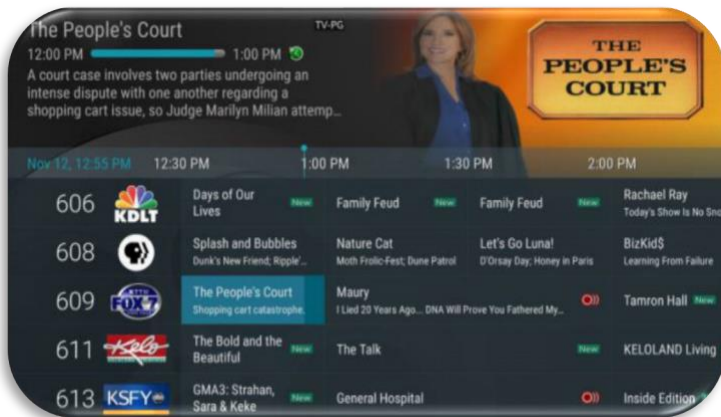 The People's Court
TV-PG
12:00 PM 1:00 PM
A court case involves two parties undergoing an
intense dispute with one another regarding a
shopping cart issue, so Judge Marilyn Milian attemp...
THE
PEOPLE'S
COURT
Nov 12, 12:55 PM 12:30 PM 1:00 PM 1:30 PM 2:00 PM
606 KDLT Days of Our
Lives New Family Feud New Family Feud New Rachael Ray
Today's Show Is No Sno
608 Splash and Bubbles Nature Cat Let's Go Luna! BizKid$
Dunk's New Friend; Ripple'... Moth Frolic-Fest; Dune Patrol D'Orsay Day; Honey in Paris Learning From Failure
609 FOX 7 The People's Court Maury Tamron Hall New
Shopping cart catastrophe. I Lied 20 Years Ago... DNA Will Prove You Fathered My...
611 Kelo The Bold and the
Beautiful New The Talk New KELOLAND Living
613 KSFY GMA3: Strahan,
Sara & Keke New General Hospital Inside Edition